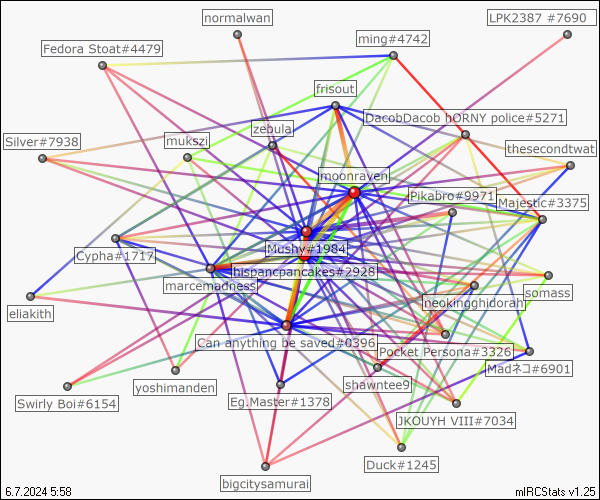 normalwan
LPK2387 #7690
Fedora Stoat#4479
ming#4742
frisout
DacobDacob hORNY police#5271
zebula
Silver#7938
mukszi
thesecondtwat
moonravenj
Pikabro#9971
Majestic#3375
Mushy#1984
Cypha#1717
hispancpancakes#2928
marcemadness
somass
neokingghidorah
eliakith
Can anything be saved#0396
Pocket Persona#3326
Madネコ#6901
yoshimanden
shawntee9
Swirly Boi#6154
Eg.Master#1378
JKOUYH VIII#7034
Duck#1245
bigcitysamurai
6.7.2024 5:58
mIRCStats v1.25